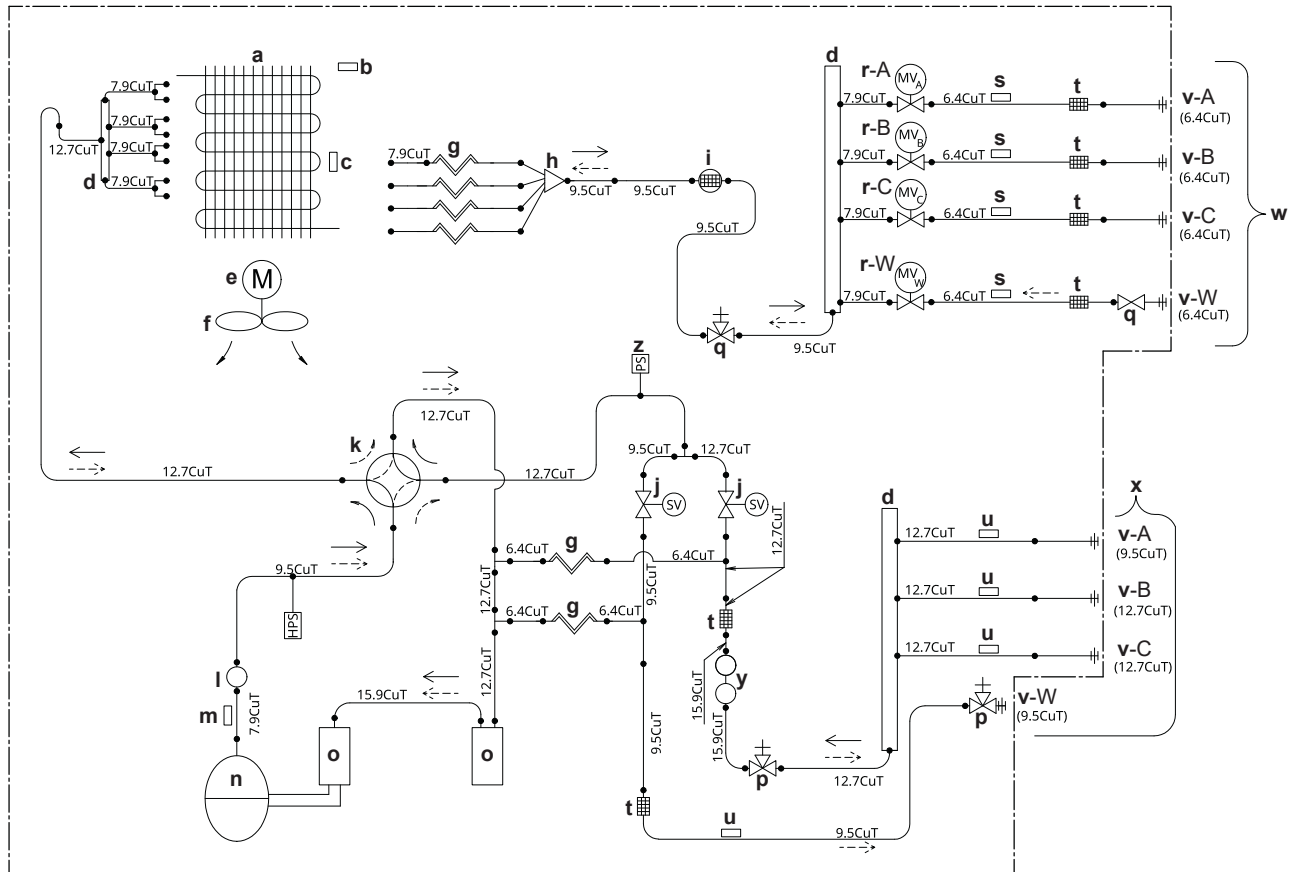 a
b
d
r-A
MVA
s
t
v-A
7.9CuT
7.9CuT
6.4CuT
(6.4CuT)
7.9CuT
r-B
MVB
s
t
v-B
12.7CuT
7.9CuT
c
7.9CuT
g
h
i
7.9CuT
6.4CuT
(6.4CuT)
d
7.9CuT
9.5CuT
9.5CuT
r-C
MVC
s
t
v-C
w
9.5CuT
7.9CuT
6.4CuT
(6.4CuT)
e
M
r-W
MVW
s
t
v-W
7.9CuT
6.4CuT
q
(6.4CuT)
f
q
9.5CuT
z
PS
12.7CuT
k
9.5CuT
12.7CuT
12.7CuT
12.7CuT
j
SV
j
SV
d
x
12.7CuT
12.7CuT
u
v-A
(9.5CuT)
6.4CuT
g
6.4CuT
9.5CuT
9.5CuT
12.7CuT
12.7CuT
u
v-B
(12.7CuT)
HPS
6.4CuT
g
6.4CuT
t
12.7CuT
u
v-C
(12.7CuT)
l
12.7CuT
y
15.9CuT
15.9CuT
m
7.9CuT
15.9CuT
9.5CuT
v-W
p
(9.5CuT)
n
o
o
p
12.7CuT
t
u
9.5CuT